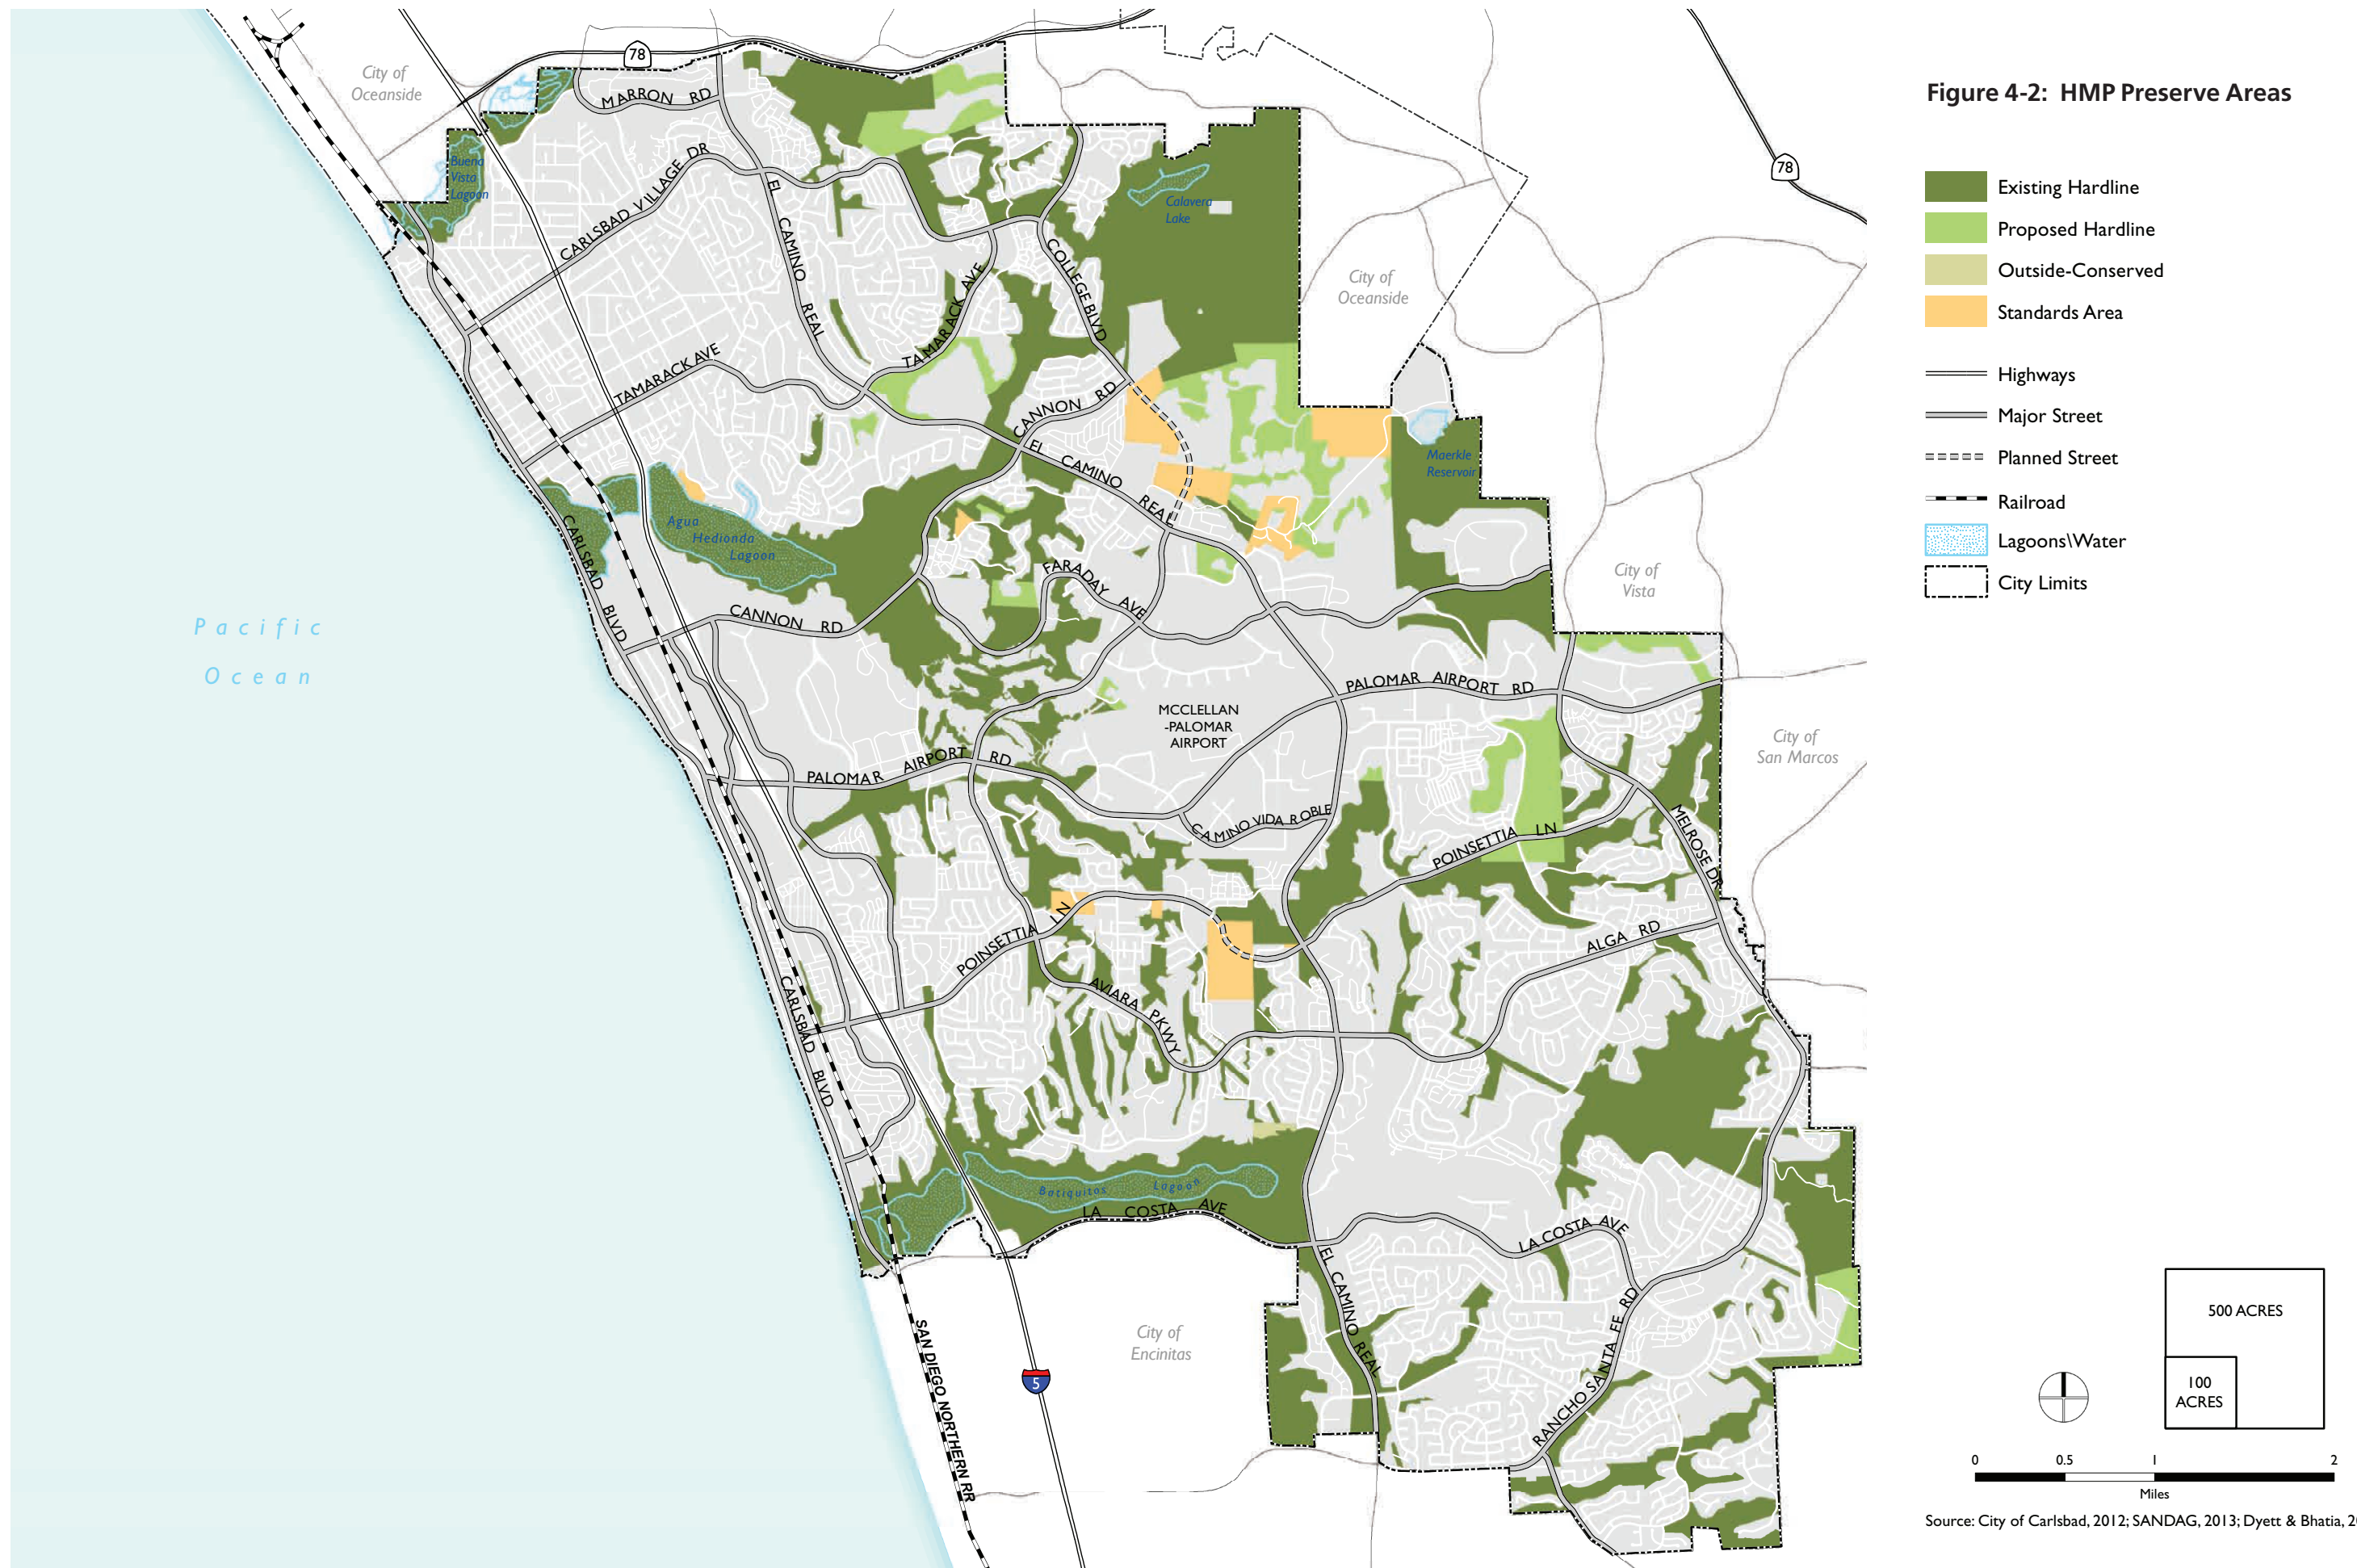 Figure 4-2: HMP Preserve Areas
Existing Hardline
Proposed Hardline
Outside-Conserved
Standards Area
Highways
Major Street
Planned Street
Railroad
Lagoons\Water
City Limits
500 ACRES
100
ACRES
0 0.5 1 2
Miles
Source: City of Carlsbad, 2012; SANDAG, 2013; Dyett & Bhatia, 2
78
78
City of
Oceanside
MARRON RD
Buena
Vista
Lagoon
CARLSBAD VILLAGE DR
EL CAMINO REAL
Calavera
Lake
COLLEGE BLVD
TAMARACK AVE
TAMARACK AVE
City of
Oceanside
CANNON RD
EL CAMINO REAL
Maerkle
Reservoir
Agua
Hedionda
Lagoon
CARLSBAD BLVD
FARADAY AVE
CANNON RD
City of
Vista
Pacific
Ocean
PALOMAR AIRPORT RD
MCCLELLAN
-PALOMAR
AIRPORT
City of
San Marcos
PALOMAR AIRPORT RD
CAMINO VIDA ROBLE
POINSETTIA LN
MELROSE DR
POINSETTIA LN
ALGA RD
AVIARA PKWY
CARLSBAD BLVD
Batiquitos Lagoon
LA COSTA AVE
LA COSTA AVE
EL CAMINO REAL
RANCHO SANTA FE RD
City of
Encinitas
5
SAN DIEGO NORTHERN RR